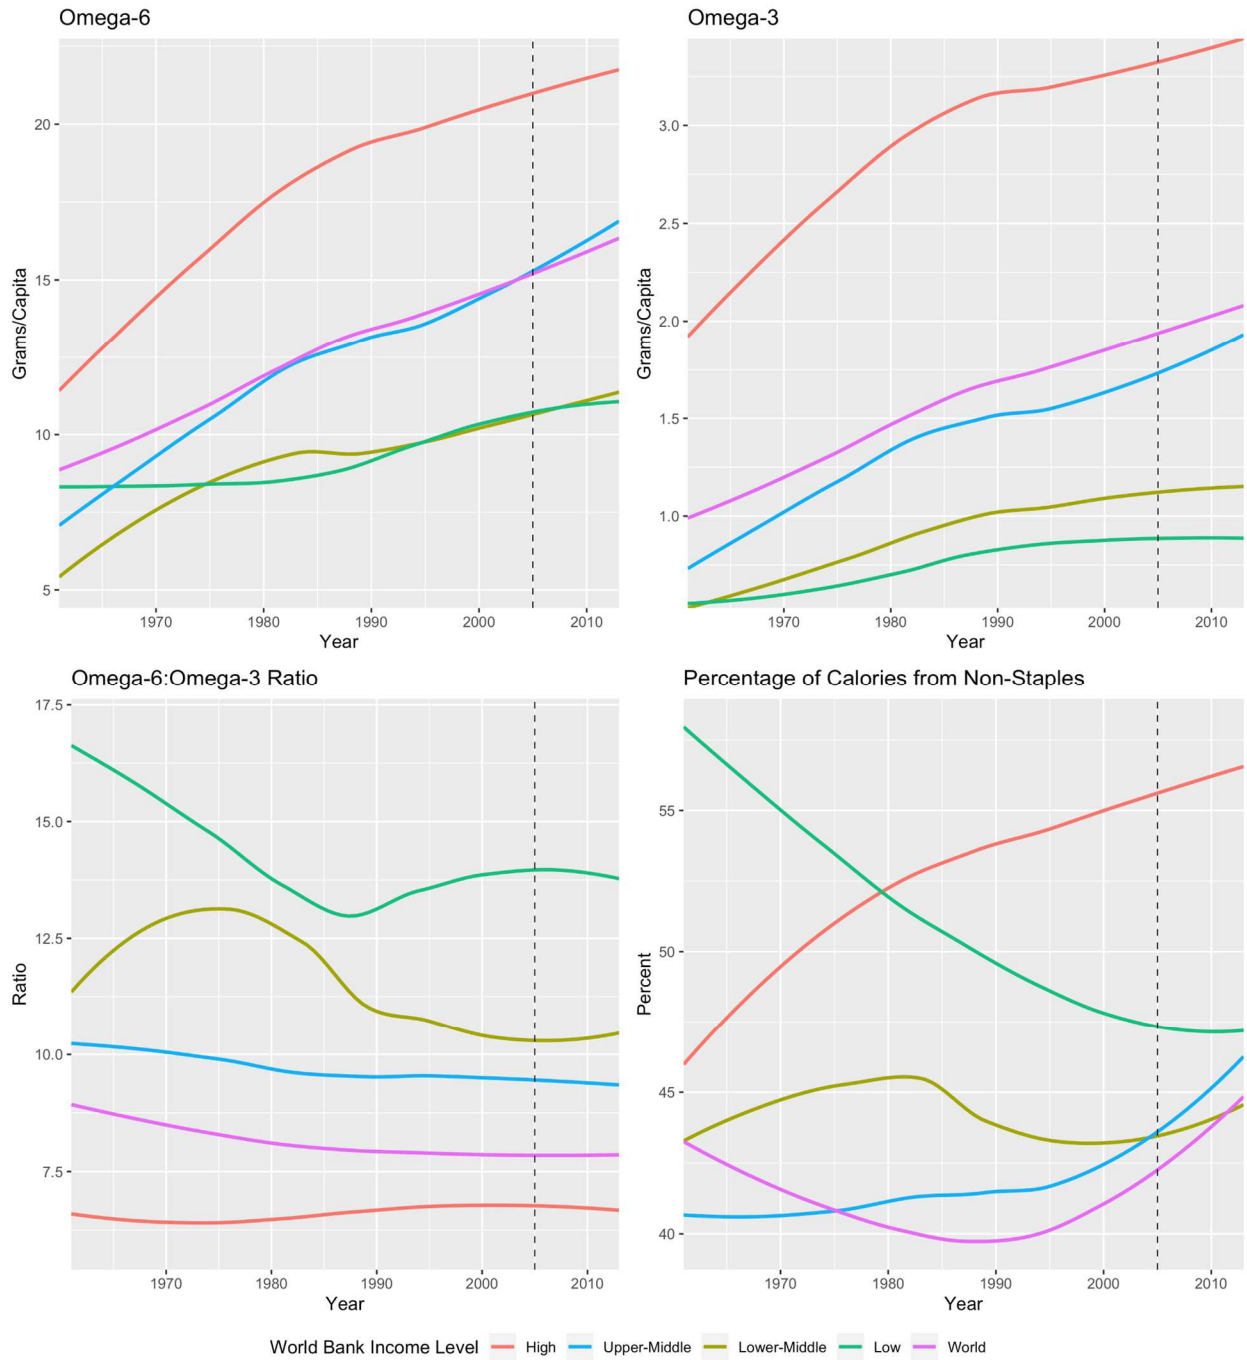 Omega-6
Grams/Capita
20
15
10
5
1970 1980 1990 2000 2010
Year
Omega-3
Grams/Capita
3.0
2.5
2.0
1.5
1.0
1970 1980 1990 2000 2010
Year
Omega-6:Omega-3 Ratio
Ratio
17.5
15.0
12.5
10.0
7.5
1970 1980 1990 2000 2010
Year
Percentage of Calories from Non-Staples
Percent
55
50
45
40
1970 1980 1990 2000 2010
Year
World Bank Income Level High Upper-Middle Lower-Middle Low World